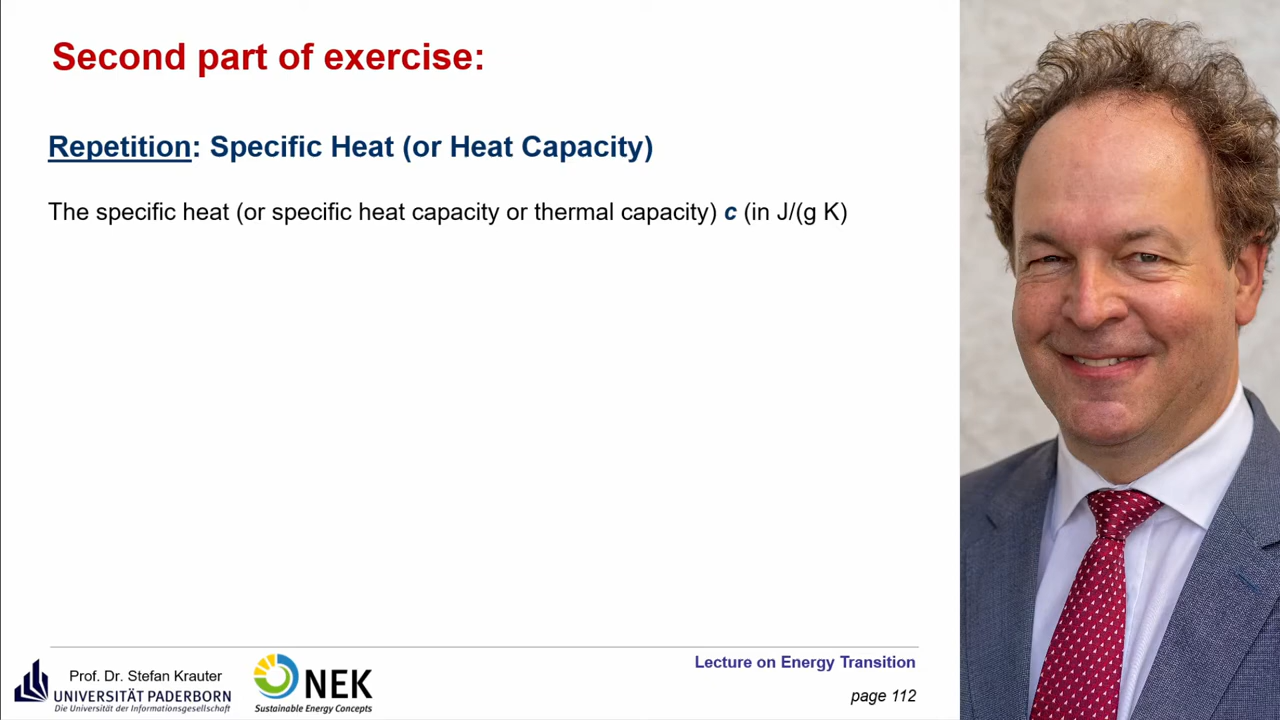 Second part of exercise:
Repetition: Specific Heat (or Heat Capacity)
The specific heat (or specific heat capacity or thermal capacity) c (in J/(g K)
Prof. Dr. Stefan Krauter
UNIVERSITÄT PADERBORN
Die Universität der Informationsgesellschaft
NEK
Sustainable Energy Concepts
Lecture on Energy Transition
page 112